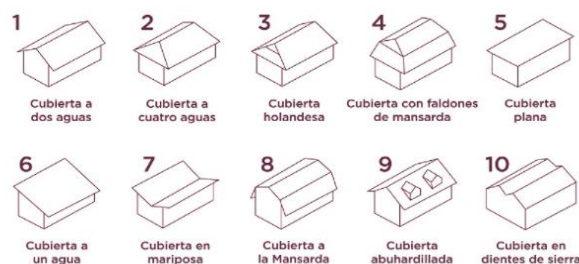 1
2
3
4
5
Cubierta a
dos aguas
Cubierta a
cuatro aguas
Cubierta
holandesa
Cubierta con faldones
de mansarda
Cubierta
plana
6
7
8
9
10
Cubierta a
un agua
Cubierta en
mariposa
Cubierta a
la Mansarda
Cubierta
abuhardillada
Cubierta en
dientes de sierra